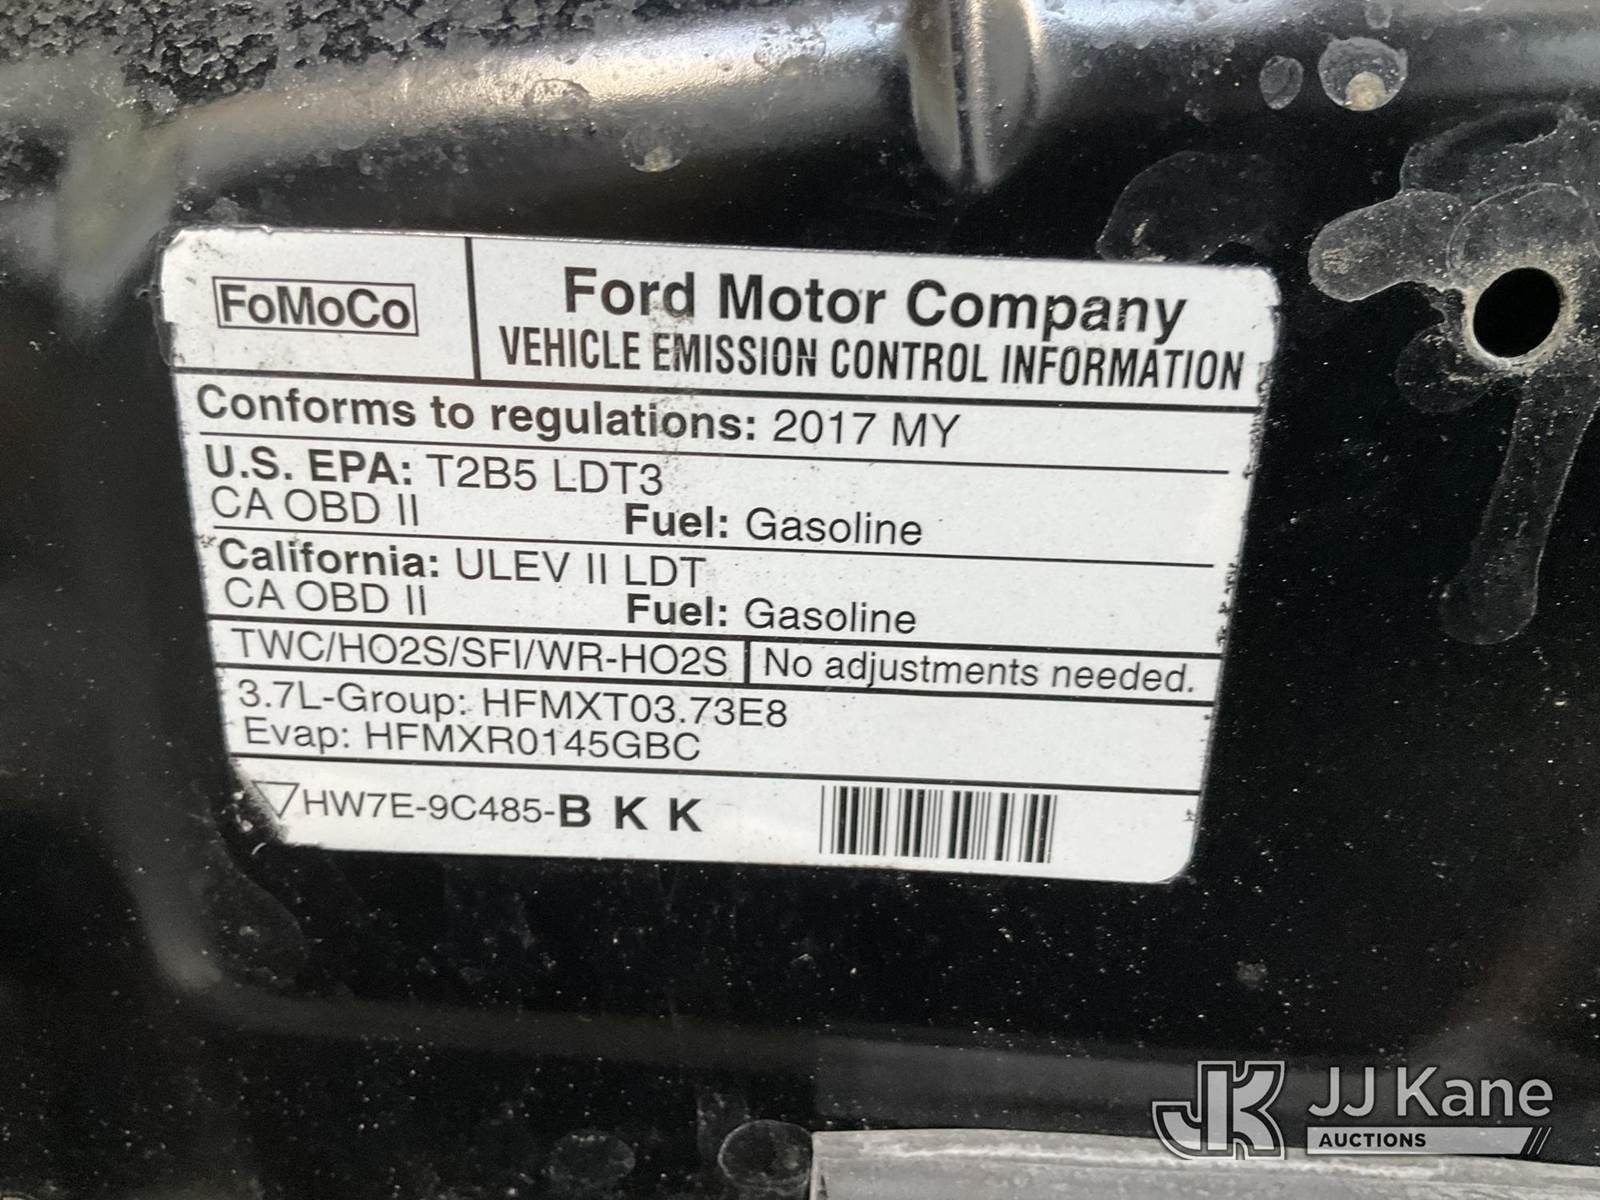 FoMoCo
Ford Motor Company
VEHICLE EMISSION CONTROL INFORMATION
Conforms to regulations: 2017 MY
U.S. EPA: T2B5 LDT3
CA OBD II Fuel: Gasoline
California: ULEV II LDT
CA OBD II Fuel: Gasoline
TWC/HO2S/SFI/WR-HO2S No adjustments needed.
3.7L-Group: HFMXT03.73E8
Evap: HFMXR0145GBC
HW7E-9C485-B K K
JK JJ Kane
AUCTIONS